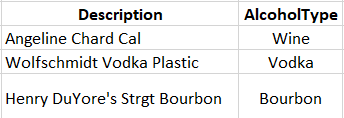 Description AlcoholType
Angeline Chard Cal Wine
Wolfschmidt Vodka Plastic Vodka
Henry DuYore's Strgt Bourbon Bourbon